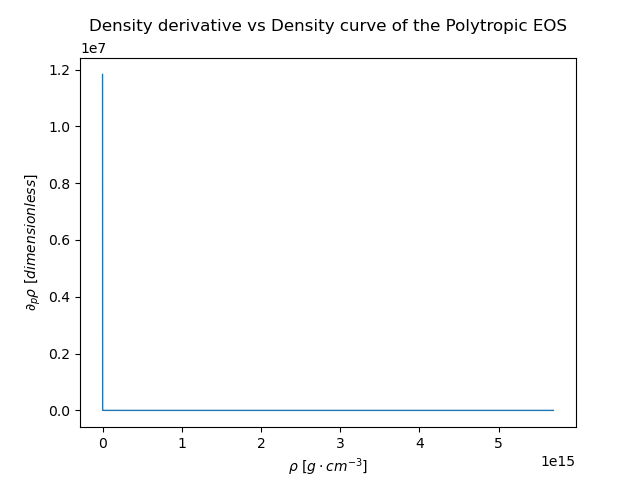 Density derivative vs Density curve of the Polytropic EOS
1e7
1.2
1.0
0.8
0.6
0.4
0.2
0.0
∂ₚρ [dimensionless]
0 1 2 3 4 5
1e15
ρ [g · cm⁻³]